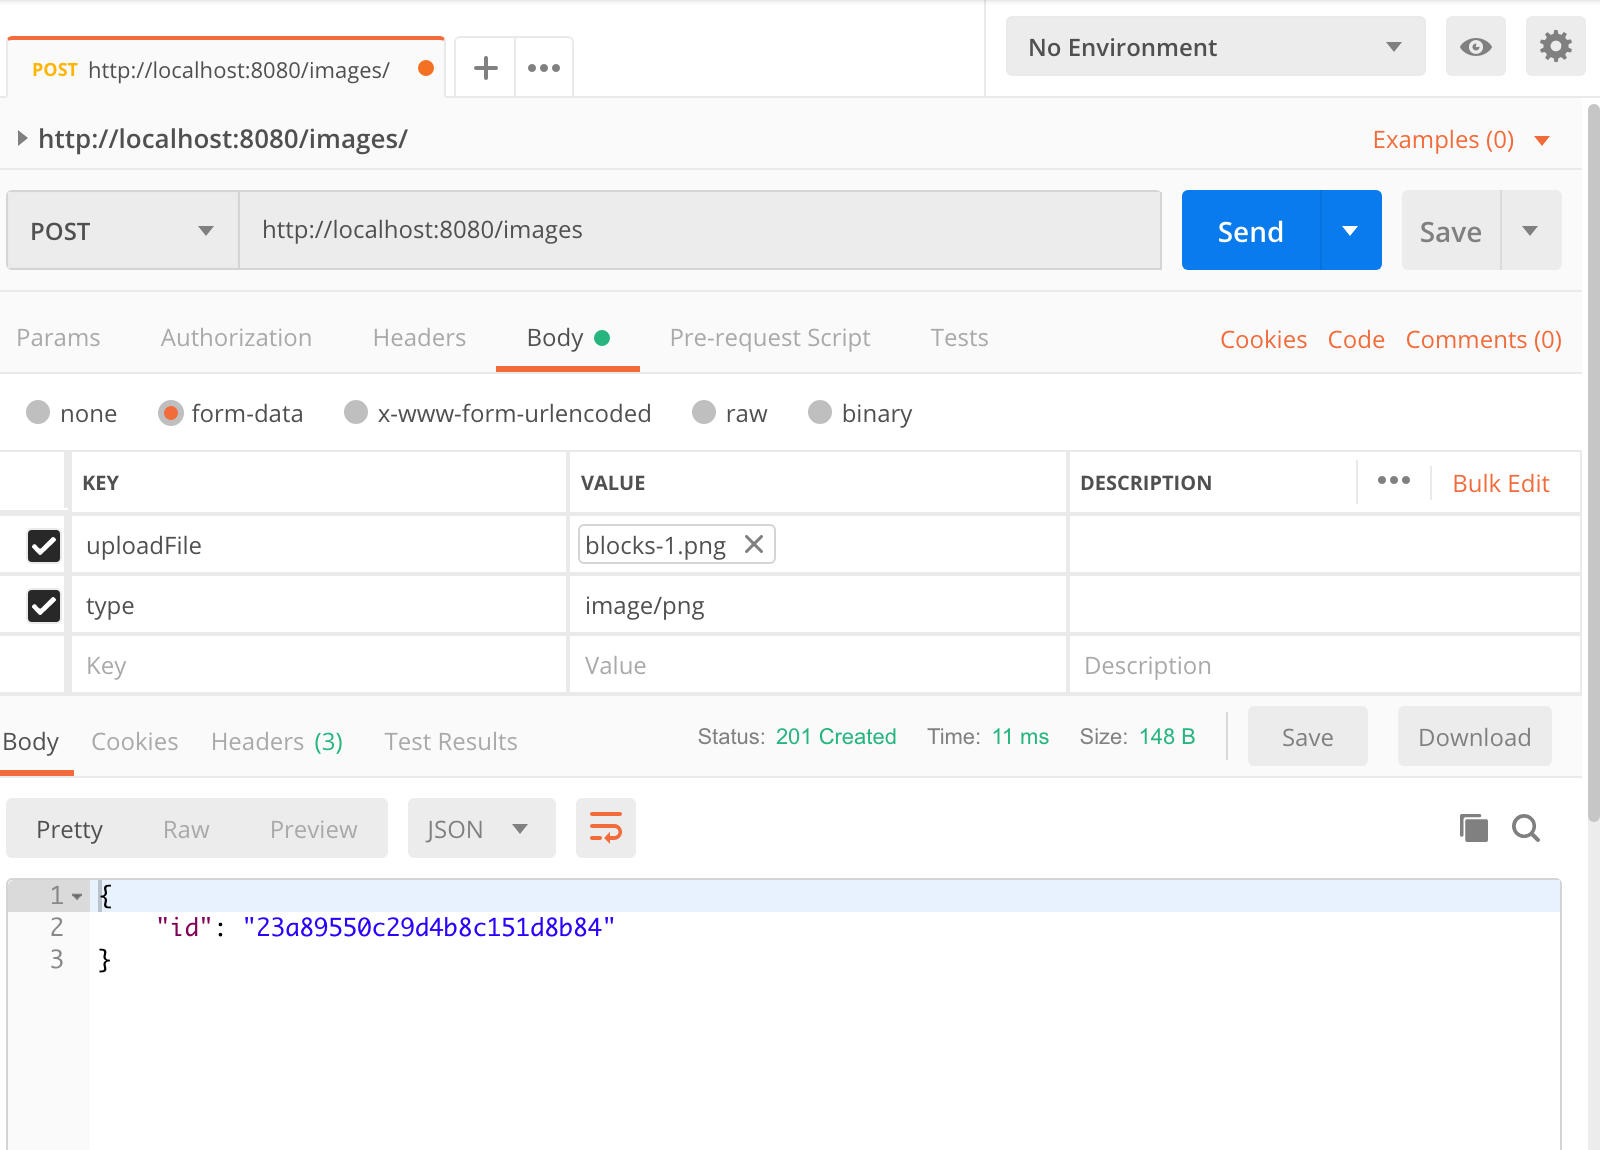 POST http://localhost:8080/images/
No Environment
http://localhost:8080/images/
Examples (0)
POST http://localhost:8080/images
Send
Save
Params Authorization Headers Body Pre-request Script Tests Cookies Code Comments (0)
none form-data x-www-form-urlencoded raw binary
KEY VALUE DESCRIPTION Bulk Edit
uploadFile blocks-1.png
type image/png
Key Value Description
Body Cookies Headers (3) Test Results Status: 201 Created Time: 11 ms Size: 148 B Save Download
Pretty Raw Preview JSON
1 {
2 "id": "23a89550c29d4b8c151d8b84"
3 }